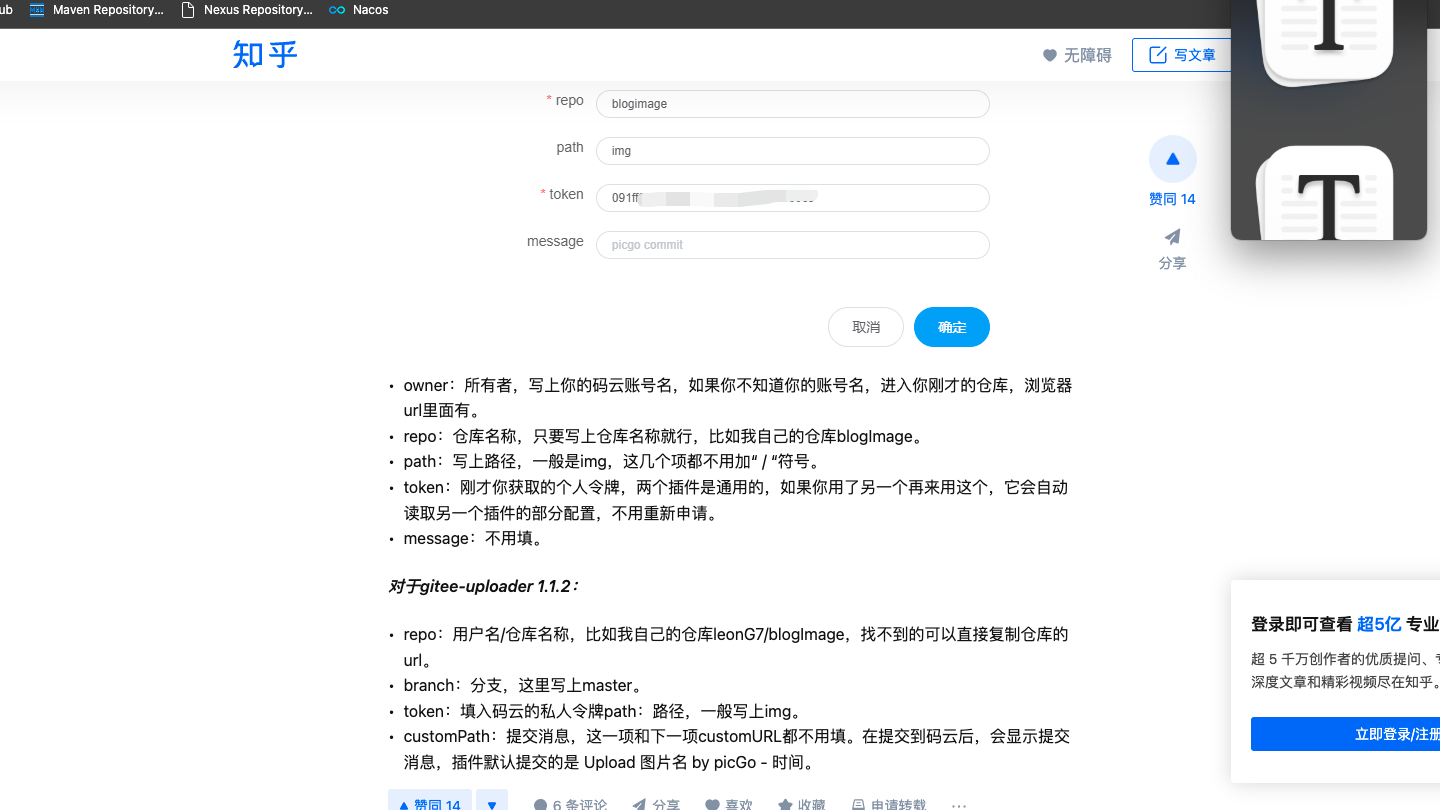 ub Maven Repository... Nexus Repository... Nacos
知乎 无障碍 写文章
* repo blogimage
path img
* token 091fff
message picgo commit
赞同 14
分享
取消 确定
• owner：所有者，写上你的码云账号名，如果你不知道你的账号名，进入你刚才的仓库，浏览器
url里面有。
• repo：仓库名称，只要写上仓库名称就行，比如我自己的仓库blogImage。
• path：写上路径，一般是img，这几个项都不用加“ / “符号。
• token：刚才你获取的个人令牌，两个插件是通用的，如果你用了另一个再来用这个，它会自动
读取另一个插件的部分配置，不用重新申请。
• message：不用填。
对于gitee-uploader 1.1.2：
• repo：用户名/仓库名称，比如我自己的仓库leonG7/blogImage，找不到的可以直接复制仓库的
url。
• branch：分支，这里写上master。
• token：填入码云的私人令牌path：路径，一般写上img。
• customPath：提交消息，这一项和下一项customURL都不用填。在提交到码云后，会显示提交
消息，插件默认提交的是 Upload 图片名 by picGo - 时间。
登录即可查看 超5亿 专业
超 5 千万创作者的优质提问、
深度文章和精彩视频尽在知乎。
立即登录/注册
赞同 14 6 条评论 分享 喜欢 收藏 申请转载 ...